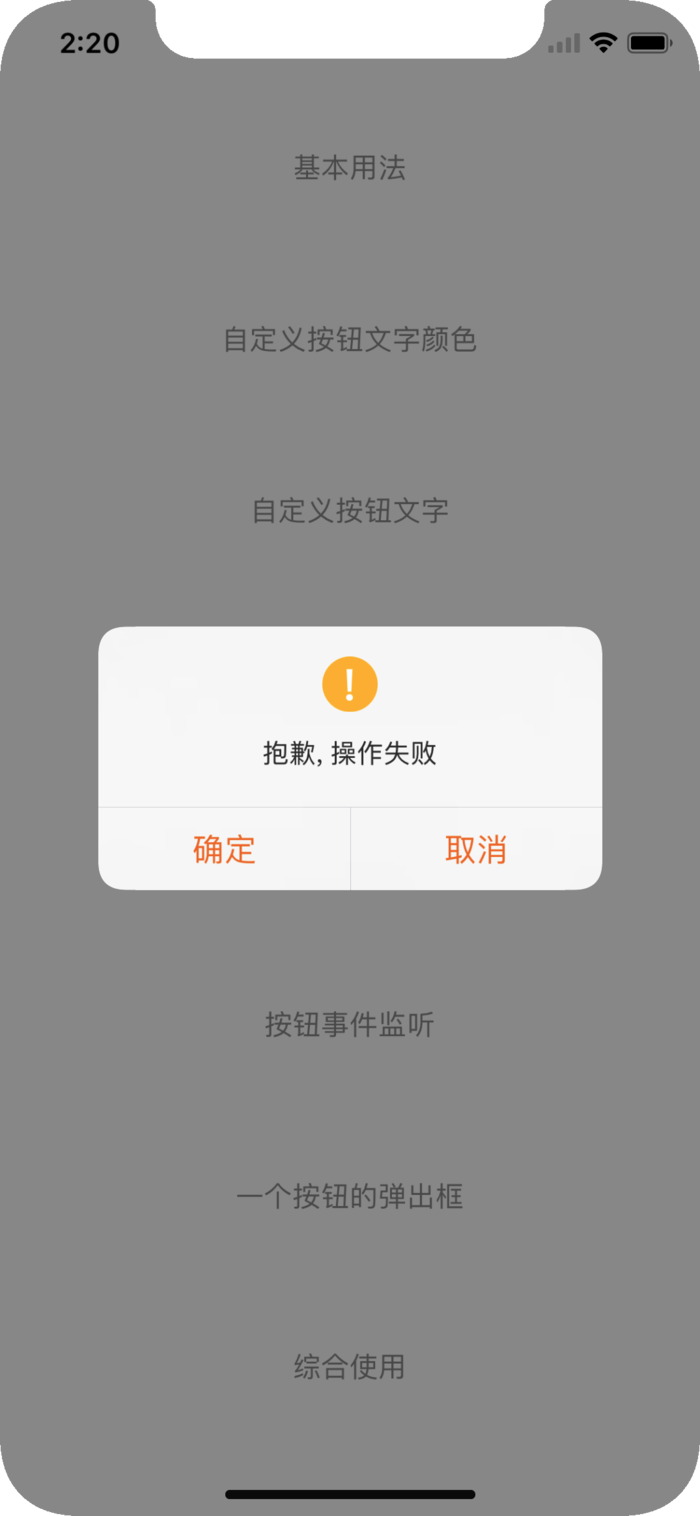 2:20
基本用法
自定义按钮文字颜色
自定义按钮文字
!
抱歉, 操作失败
确定 取消
按钮事件监听
一个按钮的弹出框
综合使用